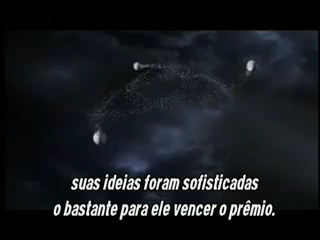 suas ideias foram sofisticadas
o bastante para ele vencer o prêmio.